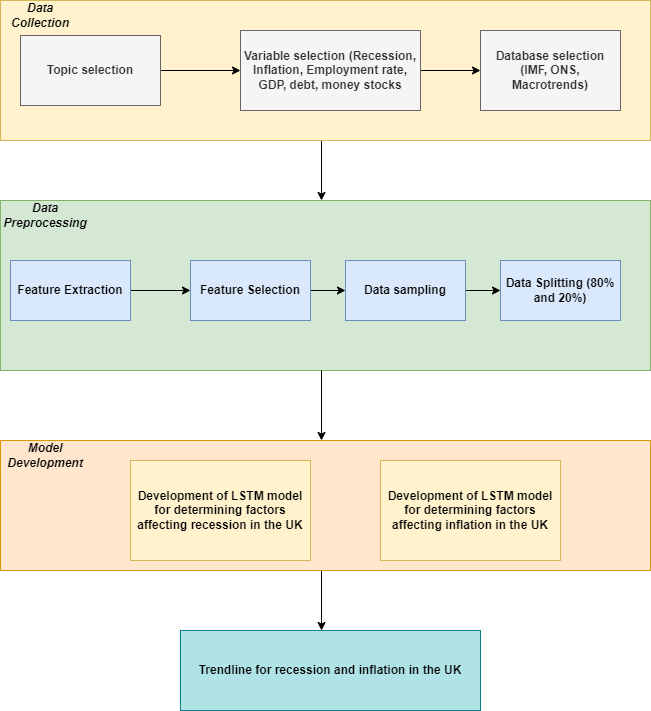 Data
Collection
Topic selection
Variable selection (Recession,
Inflation, Employment rate,
GDP, debt, money stocks
Database selection
(IMF, ONS,
Macrotrends)
Data
Preprocessing
Feature Extraction
Feature Selection
Data sampling
Data Splitting (80%
and 20%)
Model
Development
Development of LSTM model
for determining factors
affecting recession in the UK
Development of LSTM model
for determining factors
affecting inflation in the UK
Trendline for recession and inflation in the UK